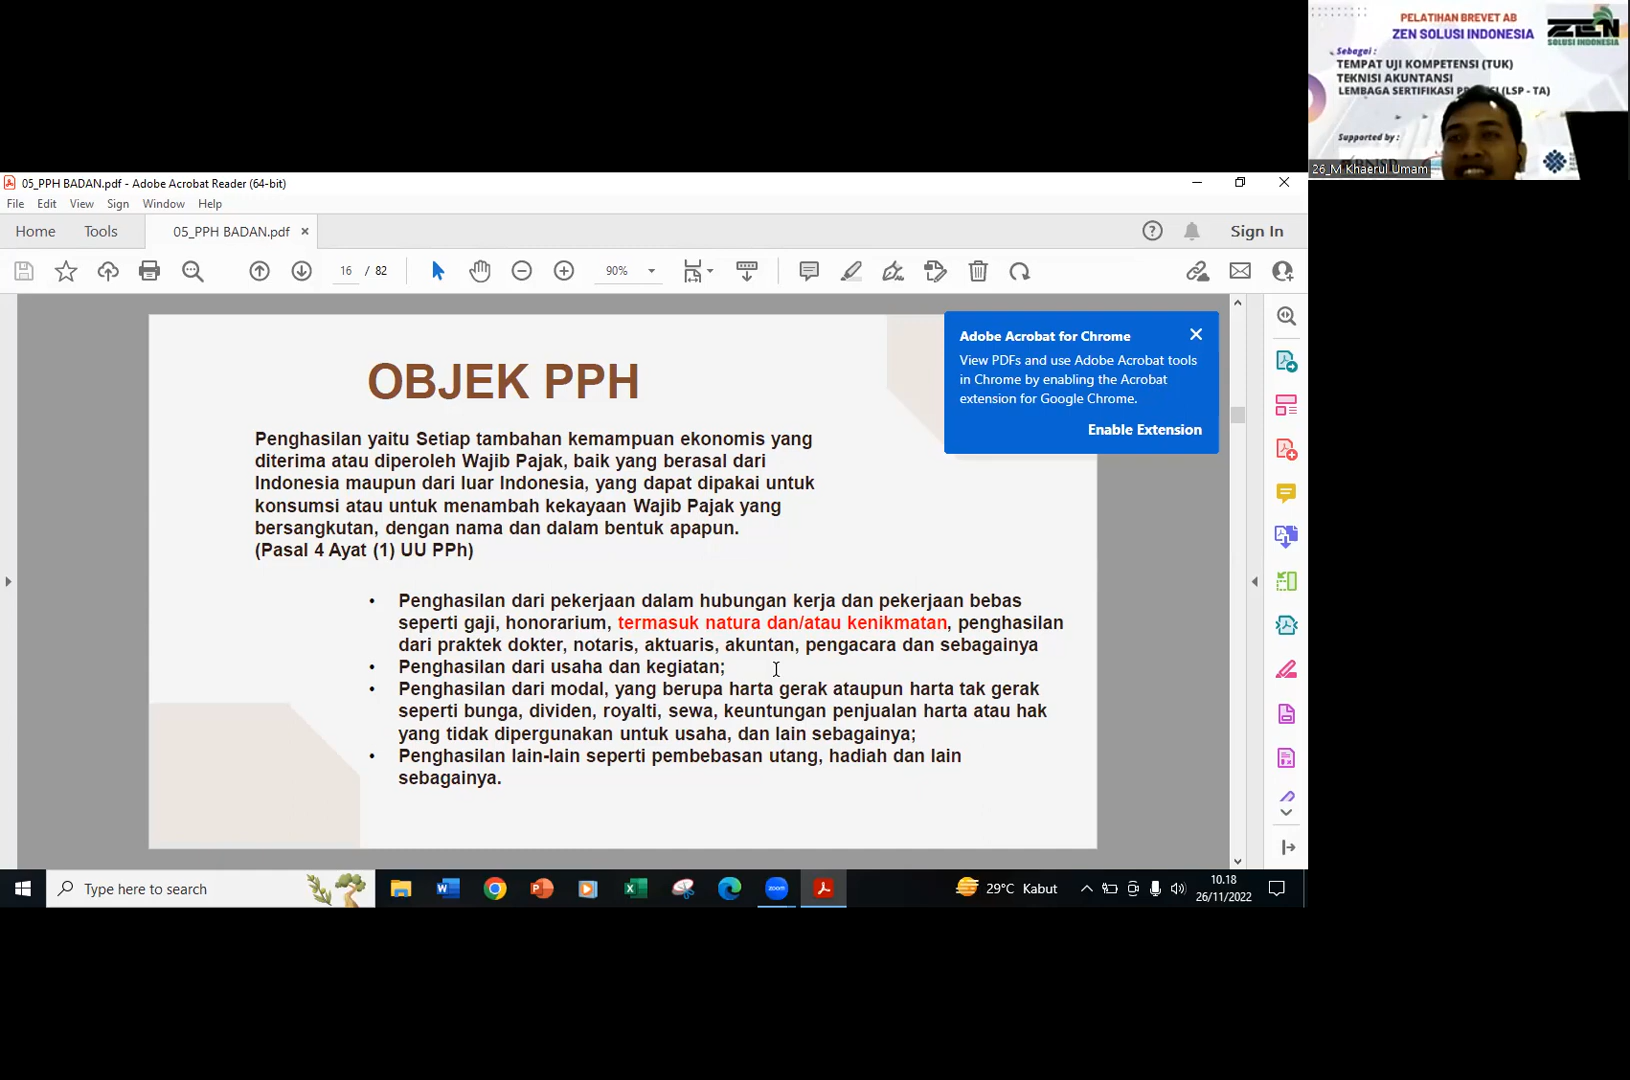 PELATIHAN BREVET AB
ZEN SOLUSI INDONESIA
ZEN
SOLUSI INDONESIA
Sebagai :
TEMPAT UJI KOMPETENSI (TUK)
TEKNISI AKUNTANSI
LEMBAGA SERTIFIKASI (LSP - TA)
Supported by :
26_M Khaerul Umam
05_PPH BADAN.pdf - Adobe Acrobat Reader (64-bit)
File Edit View Sign Window Help
Home Tools 05_PPH BADAN.pdf × Sign In
16 / 82 90%
Adobe Acrobat for Chrome
View PDFs and use Adobe Acrobat tools
in Chrome by enabling the Acrobat
extension for Google Chrome.
Enable Extension
OBJEK PPH
Penghasilan yaitu Setiap tambahan kemampuan ekonomis yang
diterima atau diperoleh Wajib Pajak, baik yang berasal dari
Indonesia maupun dari luar Indonesia, yang dapat dipakai untuk
konsumsi atau untuk menambah kekayaan Wajib Pajak yang
bersangkutan, dengan nama dan dalam bentuk apapun.
(Pasal 4 Ayat (1) UU PPh)
• Penghasilan dari pekerjaan dalam hubungan kerja dan pekerjaan bebas
seperti gaji, honorarium, termasuk natura dan/atau kenikmatan, penghasilan
dari praktek dokter, notaris, aktuaris, akuntan, pengacara dan sebagainya
• Penghasilan dari usaha dan kegiatan;
• Penghasilan dari modal, yang berupa harta gerak ataupun harta tak gerak
seperti bunga, dividen, royalti, sewa, keuntungan penjualan harta atau hak
yang tidak dipergunakan untuk usaha, dan lain sebagainya;
• Penghasilan lain-lain seperti pembebasan utang, hadiah dan lain
sebagainya.
Type here to search
29°C Kabut
10.18
26/11/2022